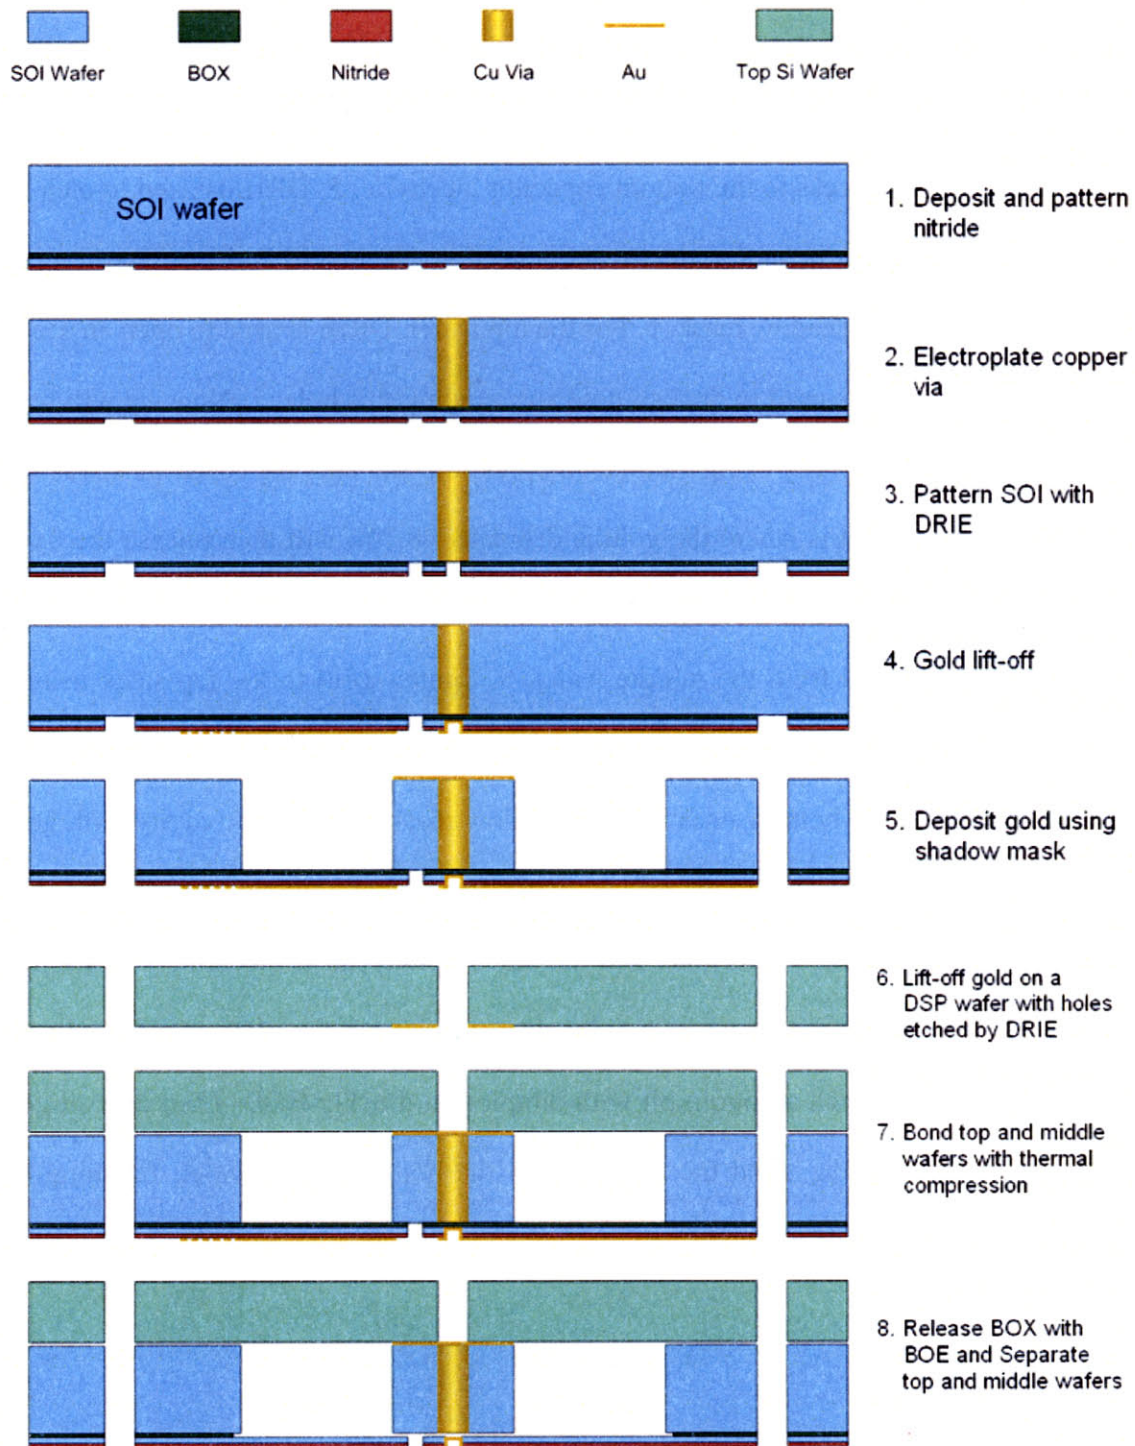 SOI Wafer BOX Nitride Cu Via Au Top Si Wafer
SOI wafer
1. Deposit and pattern
nitride
2. Electroplate copper
via
3. Pattern SOI with
DRIE
4. Gold lift-off
5. Deposit gold using
shadow mask
6. Lift-off gold on a
DSP wafer with holes
etched by DRIE
7. Bond top and middle
wafers with thermal
compression
8. Release BOX with
BOE and Separate
top and middle wafers